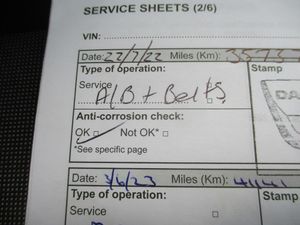 SERVICE SHEETS (2/6)
VIN:
Date: 22/7/22 Miles (Km):
Type of operation: Stamp
Service A/B + Belts
Anti-corrosion check:
OK □ Not OK* □
*See specific page
Date: /6/23 Miles (Km): 41141
Type of operation: Stamp
Service □